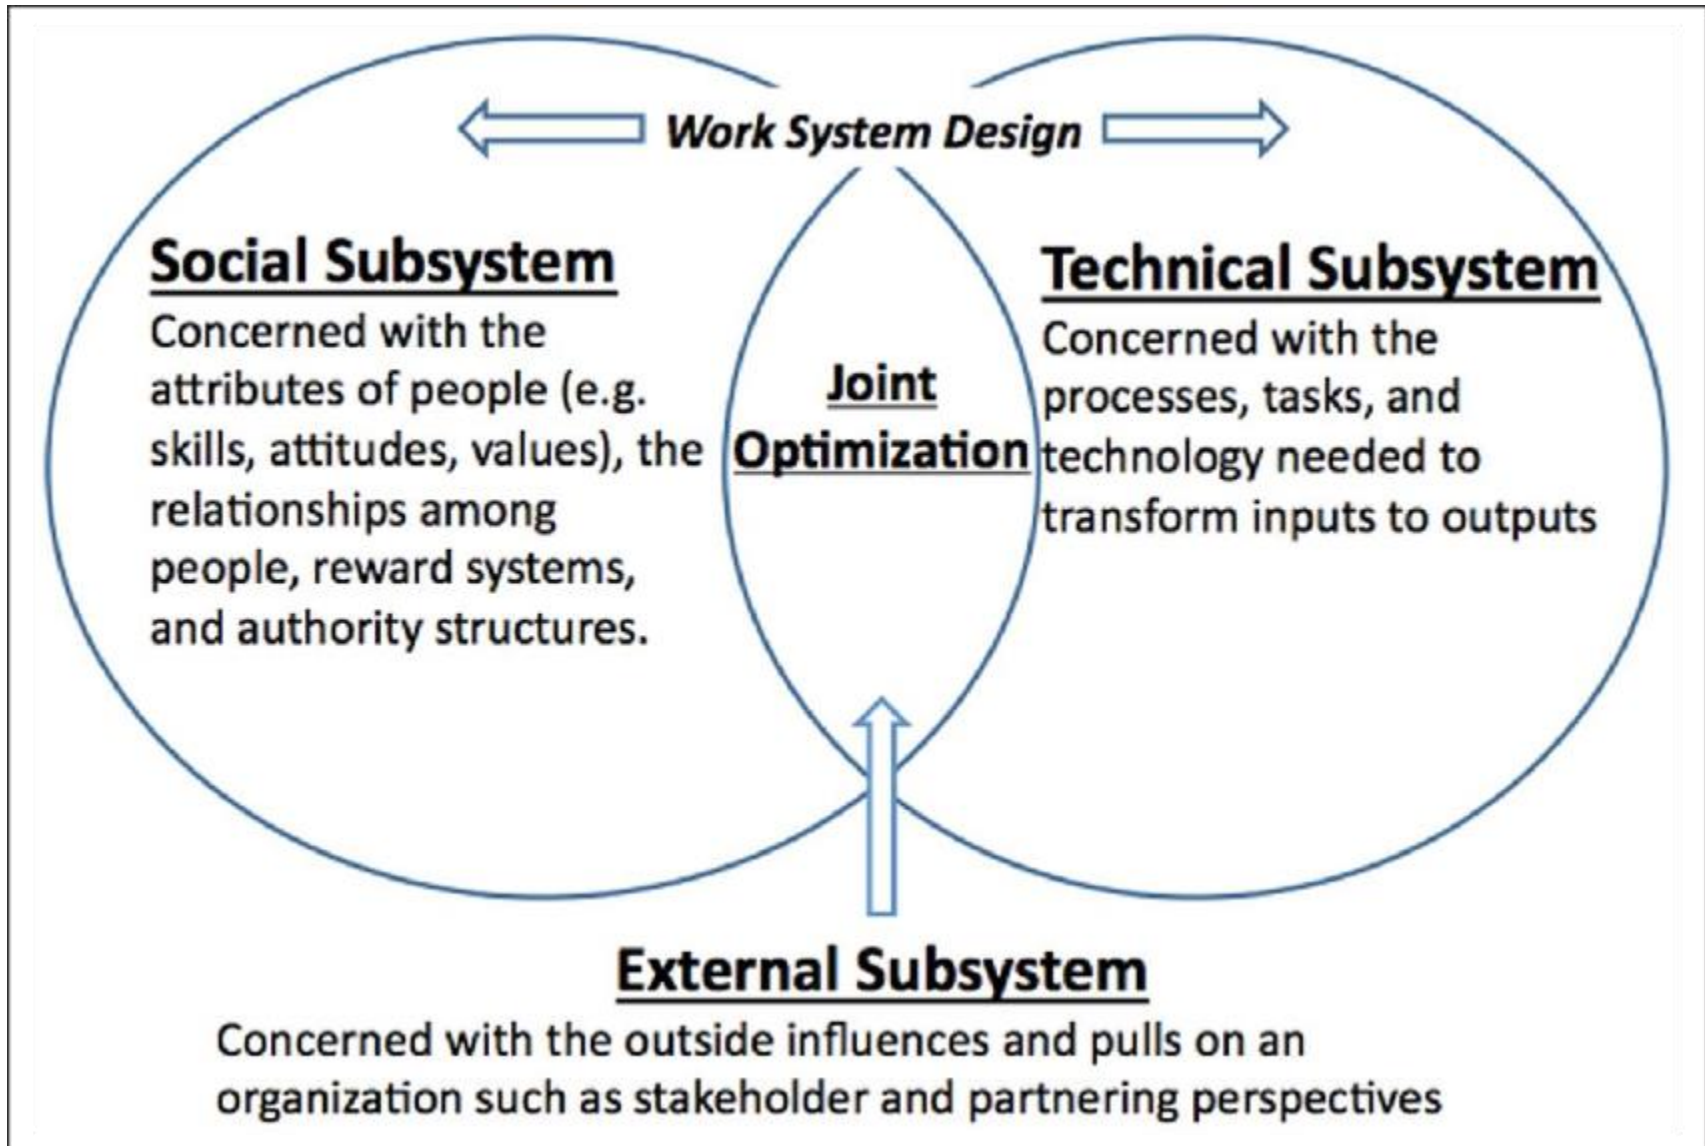 Work System Design
Social Subsystem
Concerned with the
attributes of people (e.g.
skills, attitudes, values), the
relationships among
people, reward systems,
and authority structures.
Joint
Optimization
Technical Subsystem
Concerned with the
processes, tasks, and
technology needed to
transform inputs to outputs
External Subsystem
Concerned with the outside influences and pulls on an
organization such as stakeholder and partnering perspectives